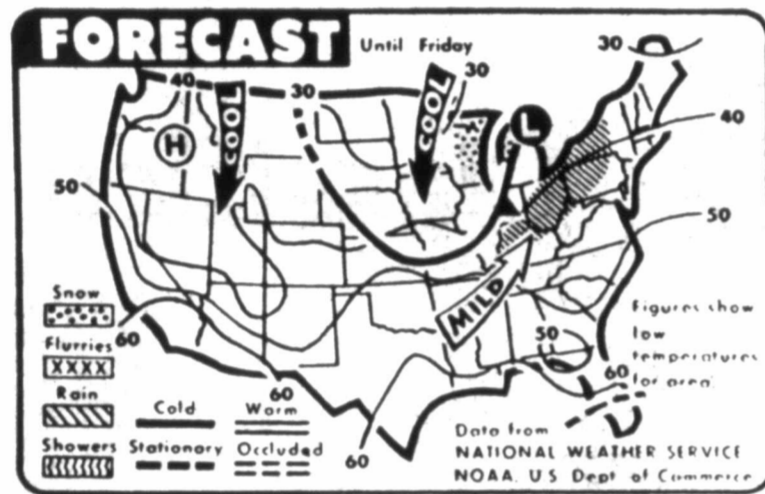 FORECAST
Until Friday
30
30
40
30
COOL
COOL
L
H
40
50
50
MILD
Snow
Flurries
Rain
Showers
Cold
Warm
Stationary
Occluded
60
60
60
50
60
Figures show
low
temperatures
for area
Data from
NATIONAL WEATHER SERVICE
NOAA, U.S. Dept. of Commerce